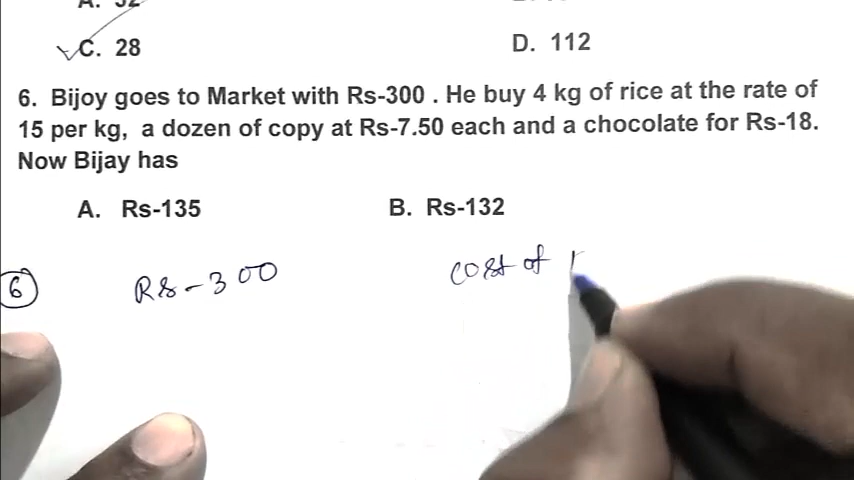 A. 32
C. 28
D. 112
6. Bijoy goes to Market with Rs-300 . He buy 4 kg of rice at the rate of
15 per kg, a dozen of copy at Rs-7.50 each and a chocolate for Rs-18.
Now Bijay has
A. Rs-135
B. Rs-132
6 Rs-300
cost of